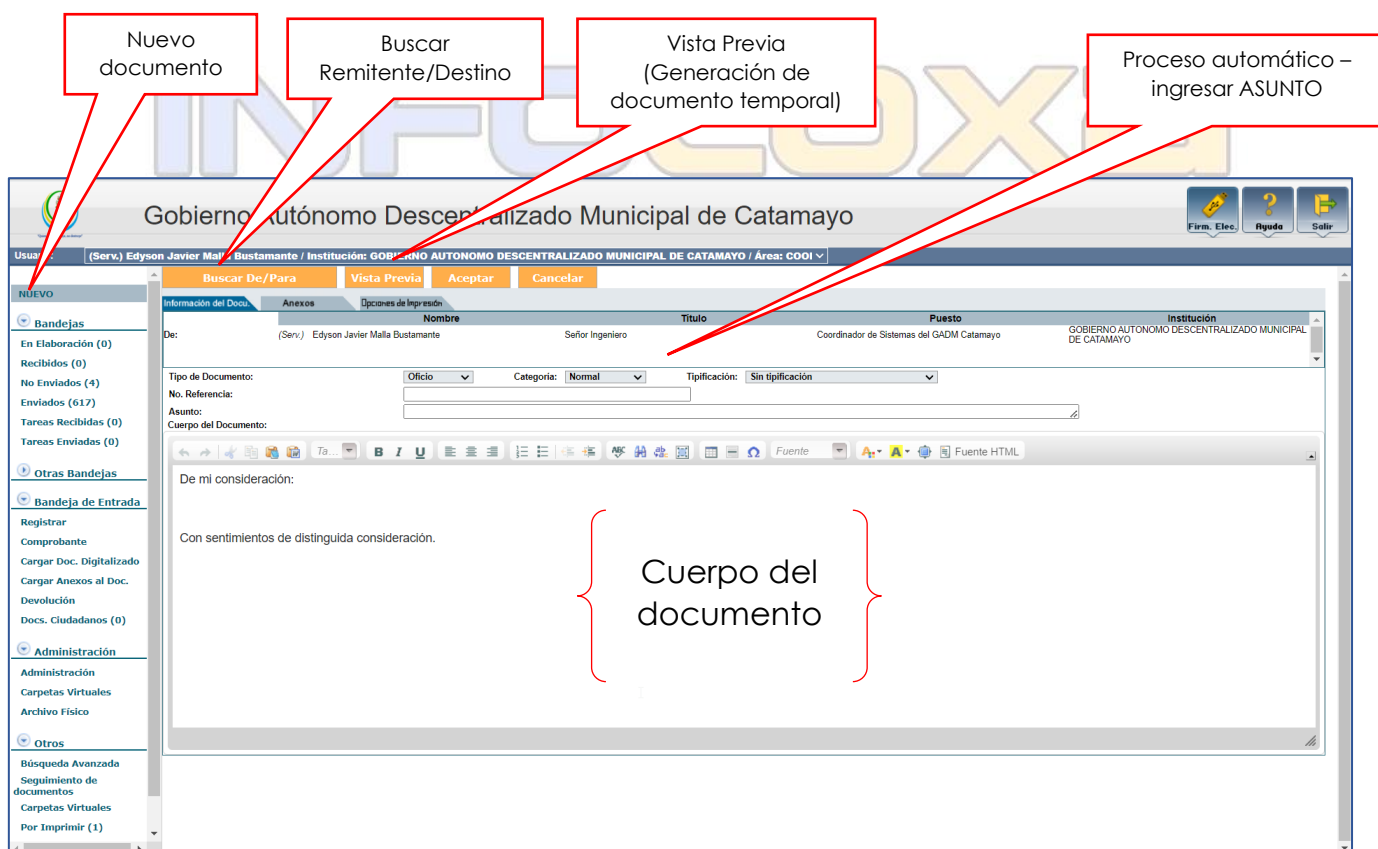 Nuevo
documento
Buscar
Remitente/Destino
Vista Previa
(Generación de
documento temporal)
Proceso automático –
ingresar ASUNTO
INFOLOXa
Gobierno Autónomo Descentralizado Municipal de Catamayo
Firm. Elec.
Ayuda
Salir
(Serv.) Edyson Javier Malla Bustamante / Institución: GOBIERNO AUTONOMO DESCENTRALIZADO MUNICIPAL DE CATAMAYO / Área: COOI
Buscar De/Para
Vista Previa
Aceptar
Cancelar
NUEVO
Bandejas
En Elaboración (0)
Recibidos (0)
No Enviados (4)
Enviados (617)
Tareas Recibidas (0)
Tareas Enviadas (0)
Otras Bandejas
Bandeja de Entrada
Registrar
Comprobante
Cargar Doc. Digitalizado
Cargar Anexos al Doc.
Devolución
Docs. Ciudadanos (0)
Administración
Administración
Carpetas Virtuales
Archivo Físico
Otros
Búsqueda Avanzada
Seguimiento de
documentos
Carpetas Virtuales
Por Imprimir (1)
Información del Docu.
Anexos
Opciones de Impresión
Nombre Titulo Puesto Institución
De: (Serv.) Edyson Javier Malla Bustamante Señor Ingeniero Coordinador de Sistemas del GADM Catamayo GOBIERNO AUTONOMO DESCENTRALIZADO MUNICIPAL
DE CATAMAYO
Tipo de Documento: Oficio Categoria: Normal Tipificación: Sin tipificación
No. Referencia:
Asunto:
Cuerpo del Documento:
Ta... B I U ABC Ω Fuente A A Fuente HTML
De mi consideración:
Con sentimientos de distinguida consideración.
Cuerpo del
documento